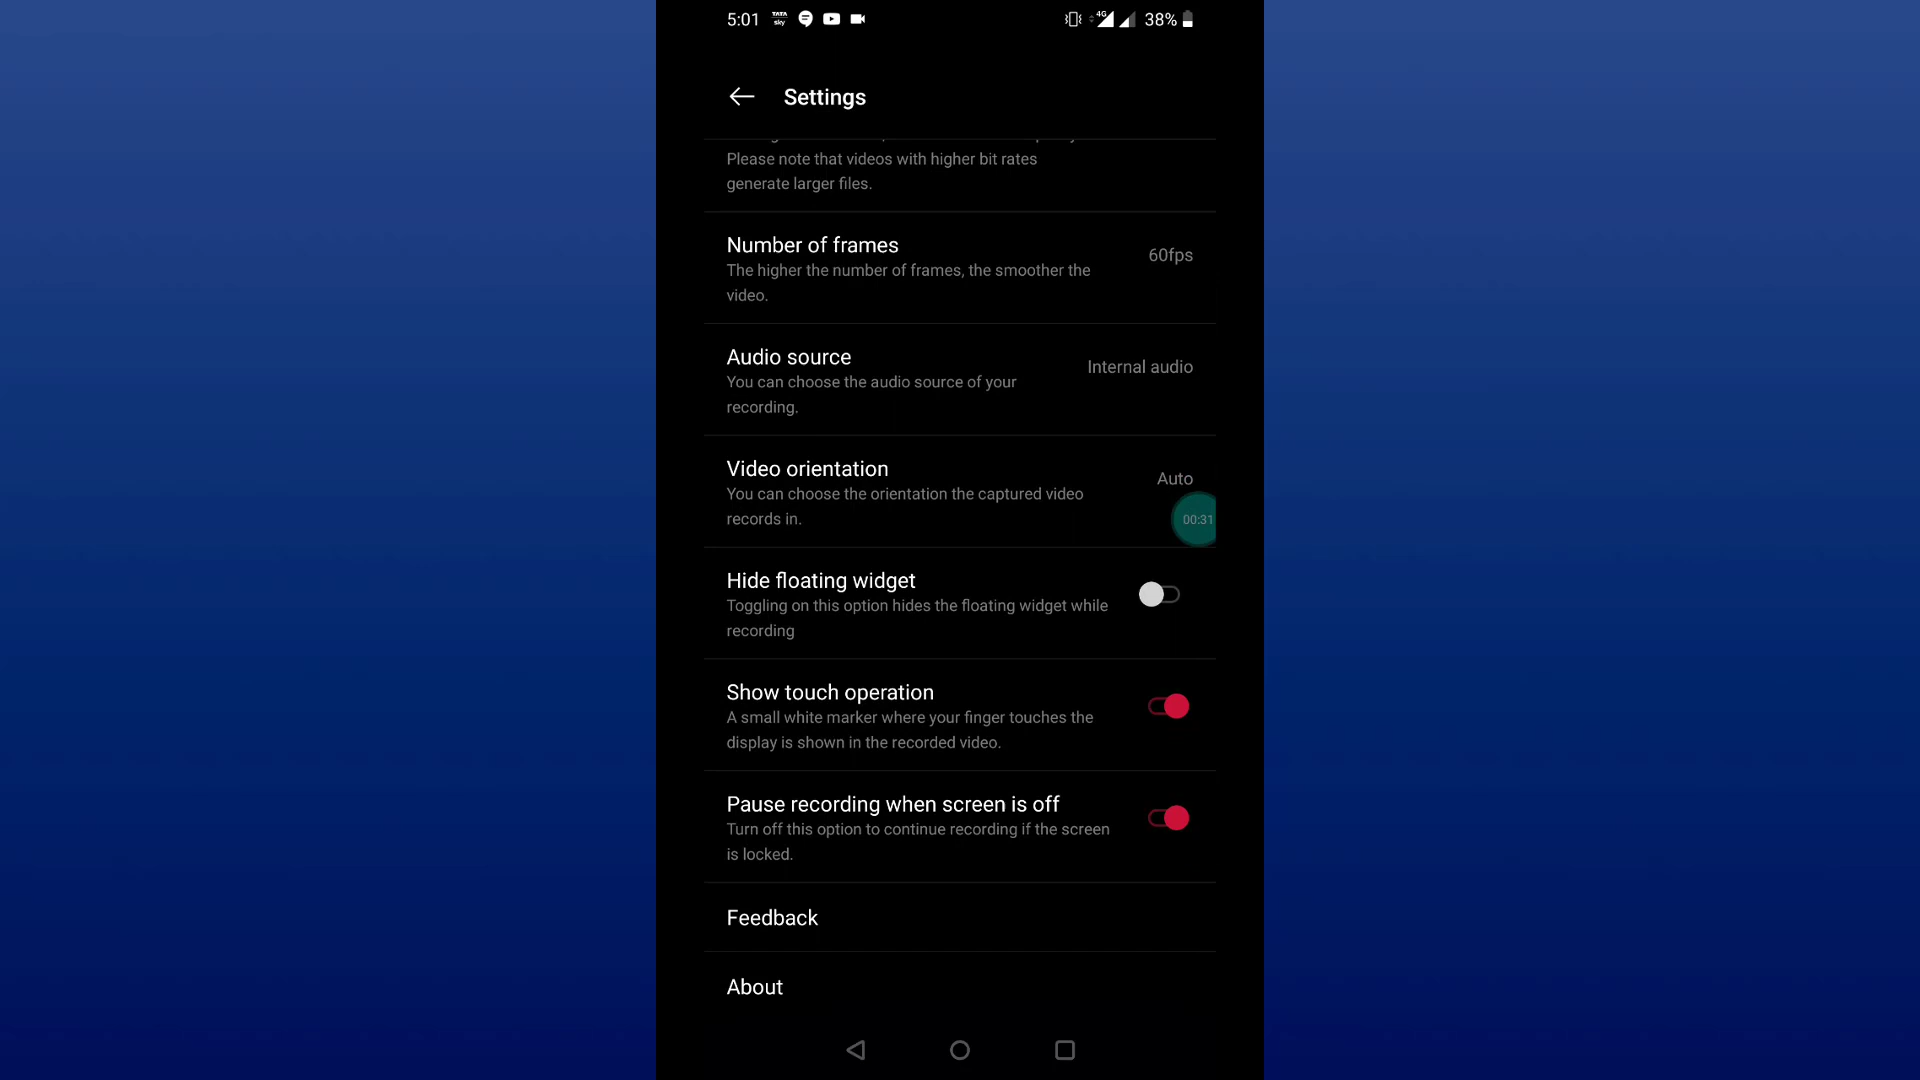 5:01 TATA sky 4G 38%
Settings
Please note that videos with higher bit rates
generate larger files.
Number of frames
60fps
The higher the number of frames, the smoother the
video.
Audio source
Internal audio
You can choose the audio source of your
recording.
Video orientation
Auto
You can choose the orientation the captured video
records in.
00:31
Hide floating widget
Toggling on this option hides the floating widget while
recording
Show touch operation
A small white marker where your finger touches the
display is shown in the recorded video.
Pause recording when screen is off
Turn off this option to continue recording if the screen
is locked.
Feedback
About